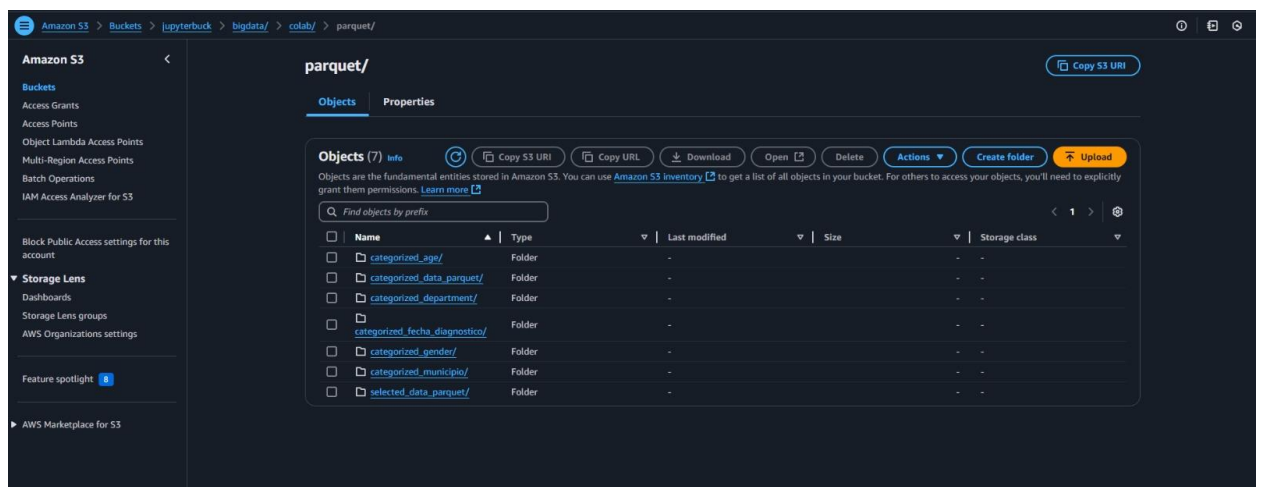 Amazon S3 > Buckets > jupyterbuck > bigdata/ > colab/ > parquet/
Amazon S3
Buckets
Access Grants
Access Points
Object Lambda Access Points
Multi-Region Access Points
Batch Operations
IAM Access Analyzer for S3
Block Public Access settings for this
account
Storage Lens
Dashboards
Storage Lens groups
AWS Organizations settings
Feature spotlight 8
AWS Marketplace for S3
parquet/
Copy S3 URI
Objects Properties
Objects (7) Info Copy S3 URI Copy URL Download Open Delete Actions Create folder Upload
Objects are the fundamental entities stored in Amazon S3. You can use Amazon S3 inventory to get a list of all objects in your bucket. For others to access your objects, you'll need to explicitly
grant them permissions. Learn more
Find objects by prefix < 1 >
Name Type Last modified Size Storage class
categorized_age/ Folder - - -
categorized_data_parquet/ Folder - - -
categorized_department/ Folder - - -
categorized_fecha_diagnostico/ Folder - - -
categorized_gender/ Folder - - -
categorized_municipio/ Folder - - -
selected_data_parquet/ Folder - - -